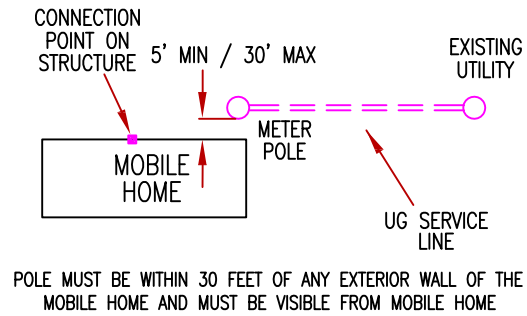 CONNECTION
POINT ON
STRUCTURE
5' MIN / 30' MAX
EXISTING
UTILITY
METER
POLE
MOBILE
HOME
UG SERVICE
LINE
POLE MUST BE WITHIN 30 FEET OF ANY EXTERIOR WALL OF THE
MOBILE HOME AND MUST BE VISIBLE FROM MOBILE HOME